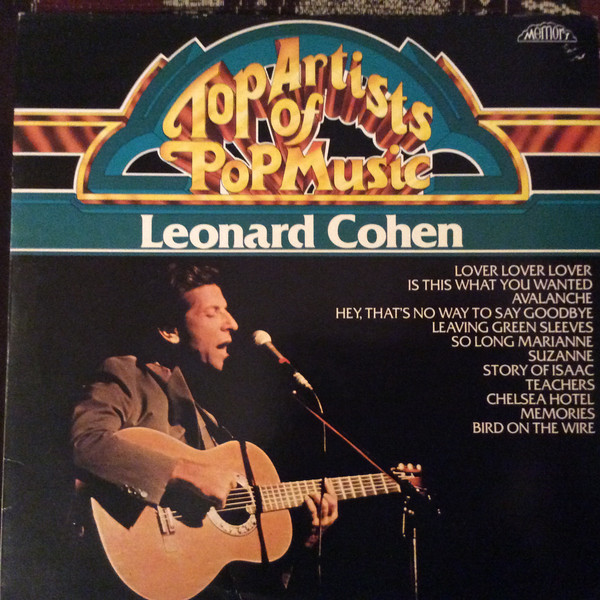 Memory
Top Artists
of
Pop Music
Leonard Cohen
LOVER LOVER LOVER
IS THIS WHAT YOU WANTED
AVALANCHE
HEY, THAT'S NO WAY TO SAY GOODBYE
LEAVING GREEN SLEEVES
SO LONG MARIANNE
SUZANNE
STORY OF ISAAC
TEACHERS
CHELSEA HOTEL
MEMORIES
BIRD ON THE WIRE